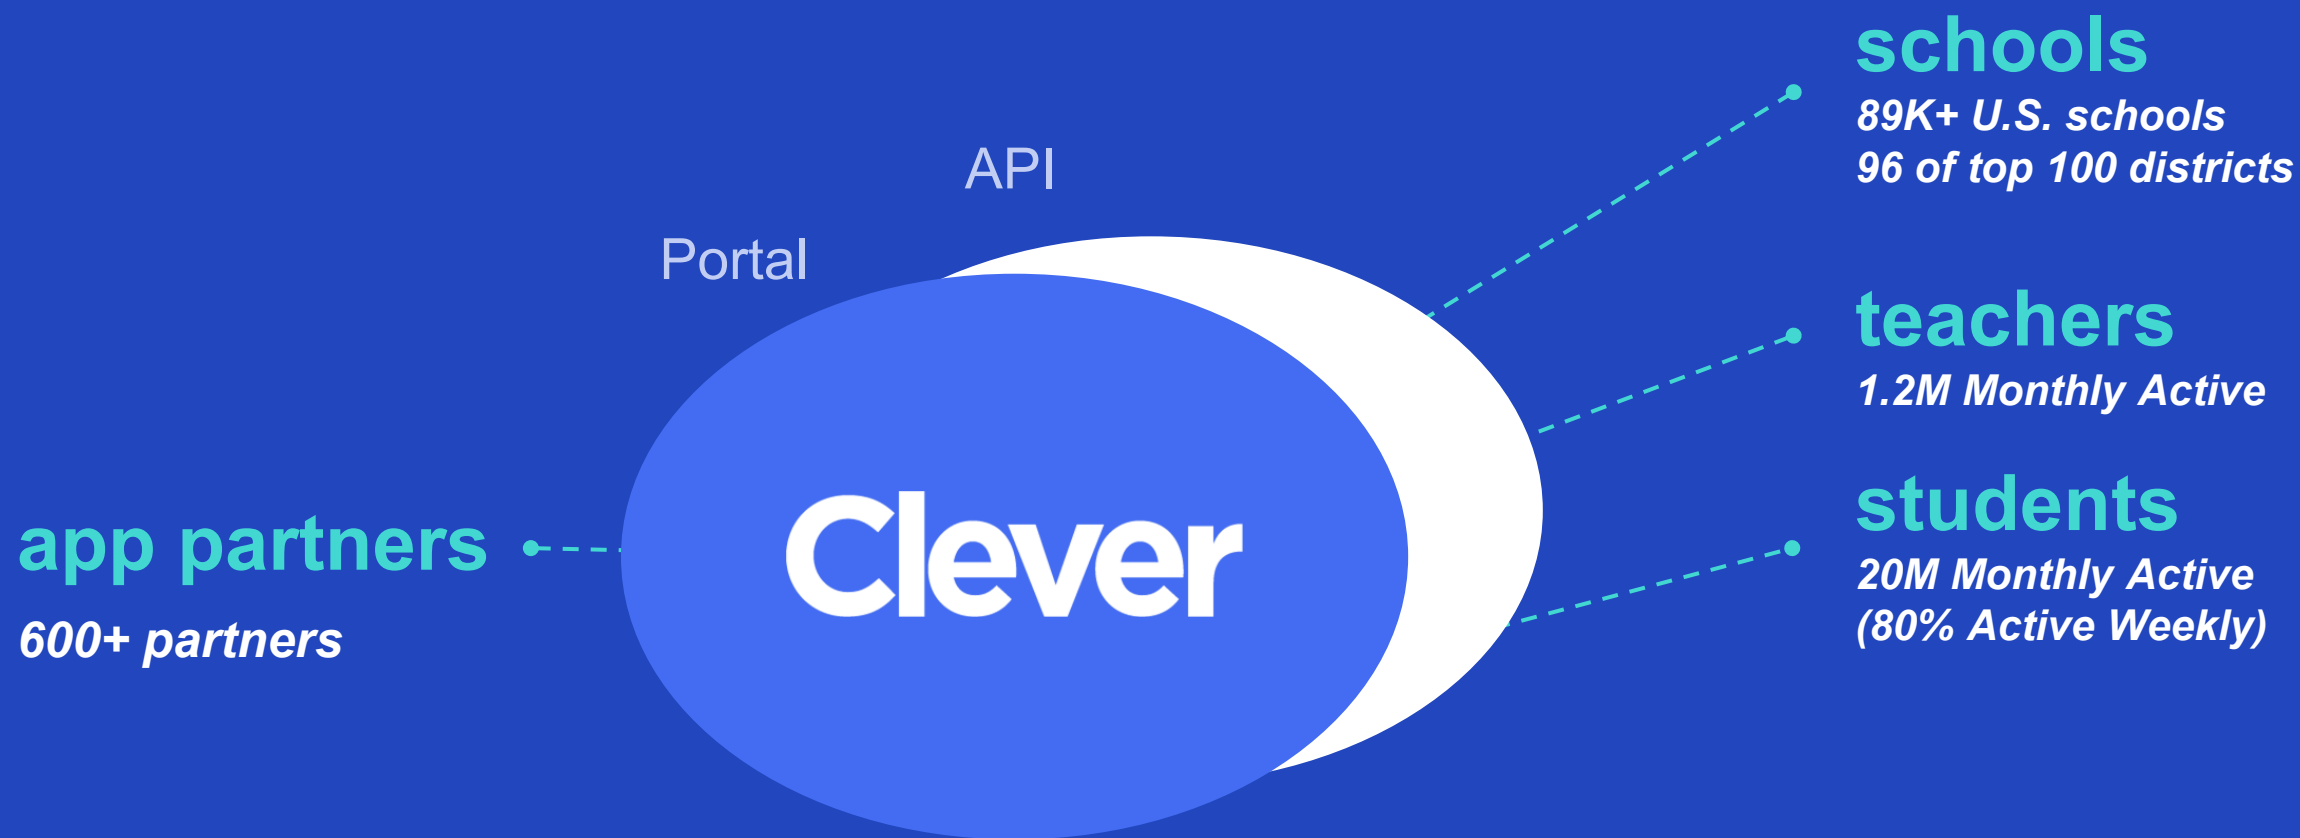 API
Portal
Clever
app partners
600+ partners
schools
89K+ U.S. schools
96 of top 100 districts
teachers
1.2M Monthly Active
students
20M Monthly Active
(80% Active Weekly)